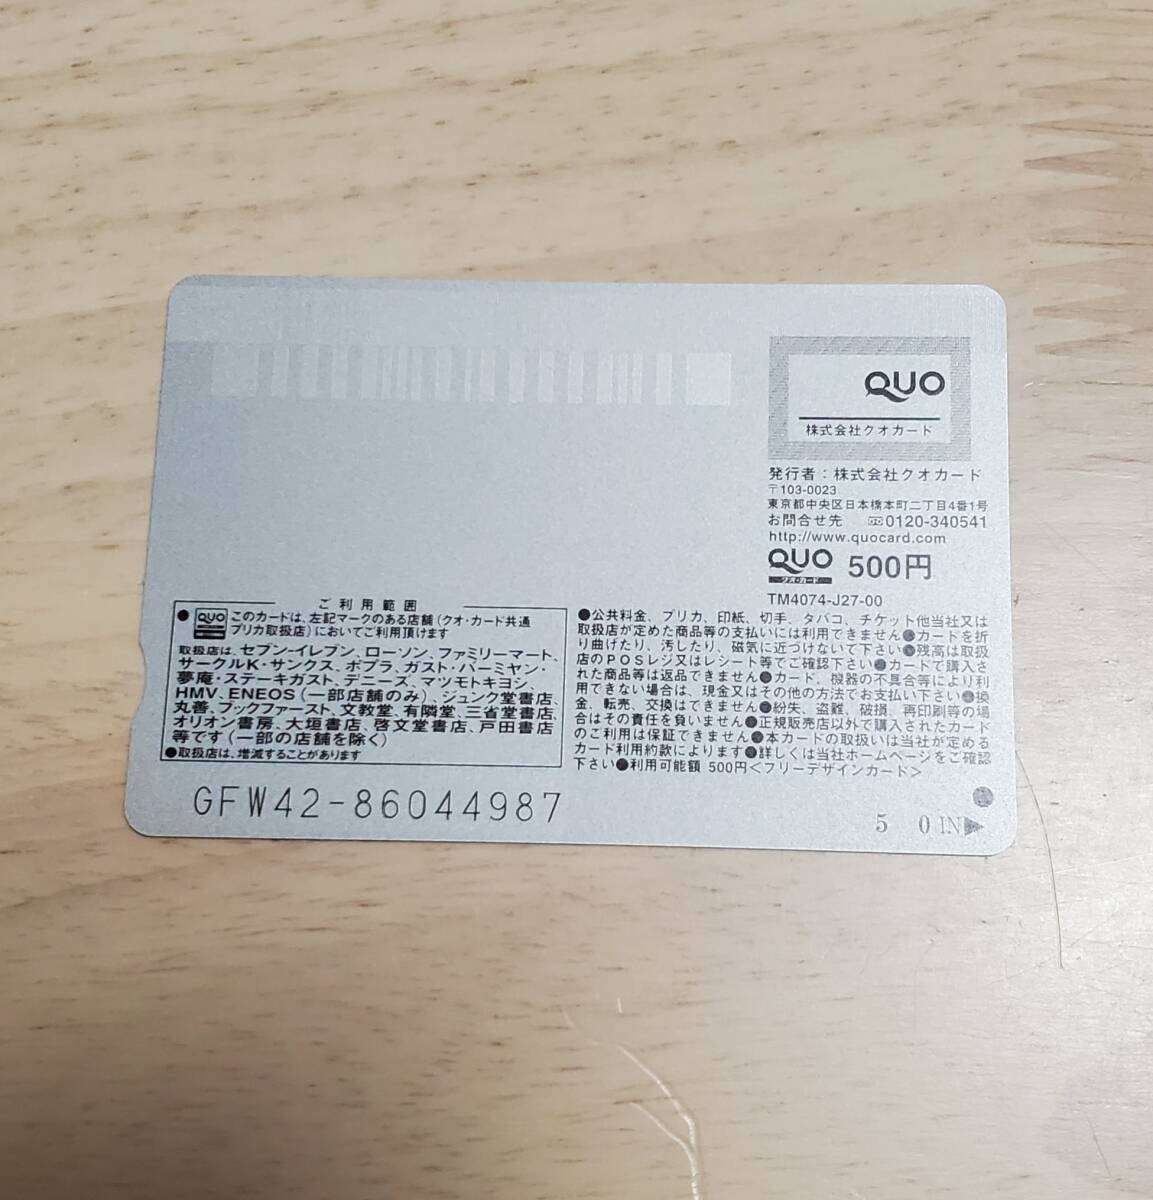 QUO
株式会社クオカード
発行者：株式会社クオカード
〒103-0023
東京都中央区日本橋本町二丁目4番1号
お問合せ先 0120-340541
http://www.quocard.com
QUO 500円
クオ・カード
TM4074-J27-00
ご利用範囲
●QUO このカードは、左記マークのある店舗(クオ・カード共通
プリカ取扱店)においてご利用頂けます
取扱店は、セブン-イレブン、ローソン、ファミリーマート、
サークルK・サンクス、ポプラ、ガスト・バーミヤン・
夢庵・ステーキガスト、デニーズ、マツモトキヨシ、
HMV、ENEOS(一部店舗のみ)、ジュンク堂書店、
丸善、ブックファースト、文教堂、有隣堂、三省堂書店、
オリオン書房、大垣書店、啓文堂書店、戸田書店
等です(一部の店舗を除く)
●取扱店は、増減することがあります
●公共料金、プリカ、印紙、切手、タバコ、チケット他当社又は
取扱店が定めた商品等の支払いには利用できません●カードを折
り曲げたり、汚したり、磁気に近づけないで下さい●残高は取扱
店のPOSレジ又はレシート等でご確認下さい●カードで購入さ
れた商品等は返品できません●カード、機器の不具合等により利
用できない場合は、現金又はその他の方法でお支払い下さい●換
金、転売、交換はできません●紛失、盗難、破損、再印刷等の場
合はその責任を負いません●正規販売店以外で購入されたカード
のご利用は保証できません●本カードの取扱いは当社が定める
カード利用約款によります●詳しくは当社ホームページをご確認
下さい●利用可能額 500円＜フリーデザインカード＞
GFW42-86044987
5 0 IN▶